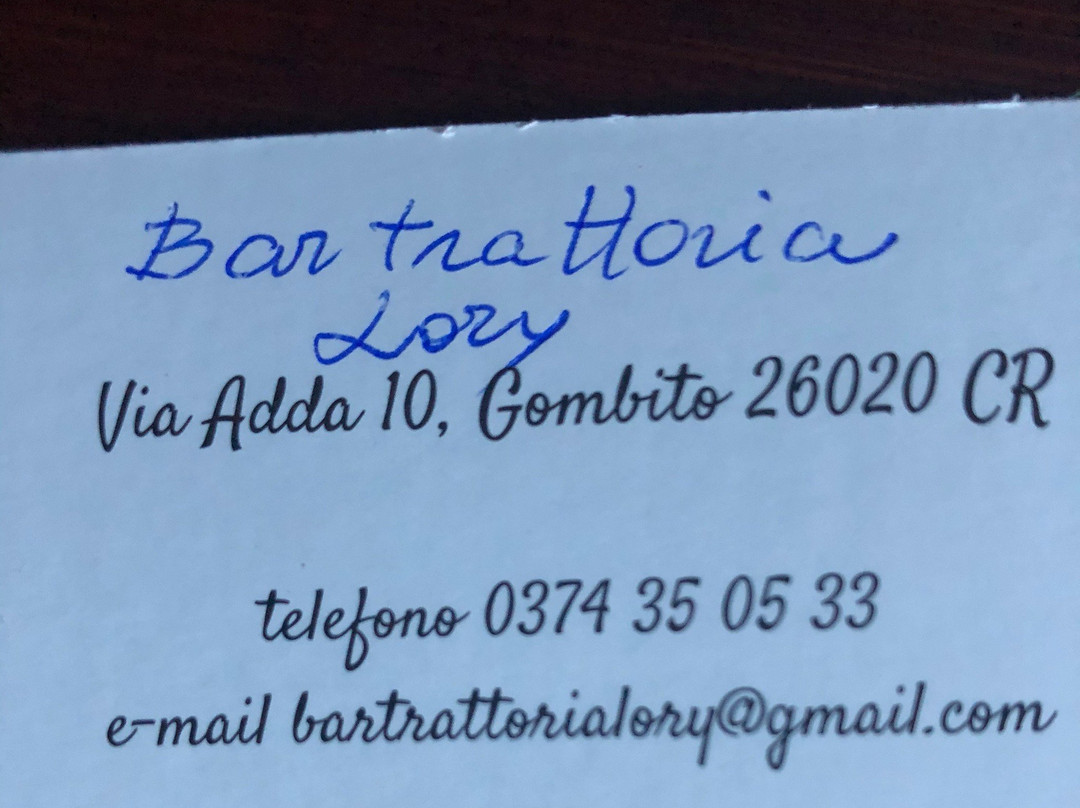 Bar trattoria
Lory
Via Adda 10, Gombito 26020 CR
telefono 0374 35 05 33
e-mail bartrattorialory@gmail.com